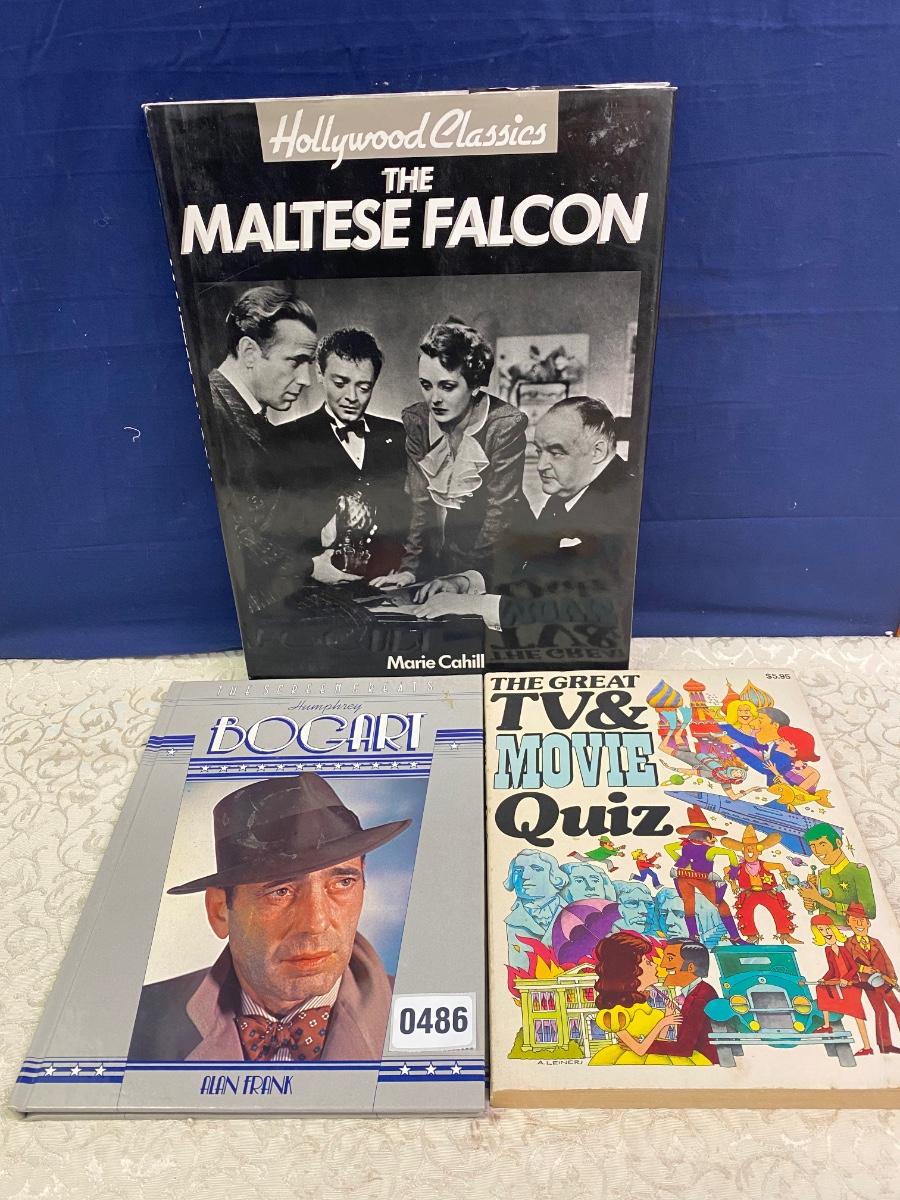 Hollywood Classics
THE
MALTESE FALCON
Marie Cahill
THE SCREEN GREATS
Humphrey
BOGART
0486
ALAN FRANK
THE GREAT
$5.95
TV &
MOVIE
Quiz
A. LEINER